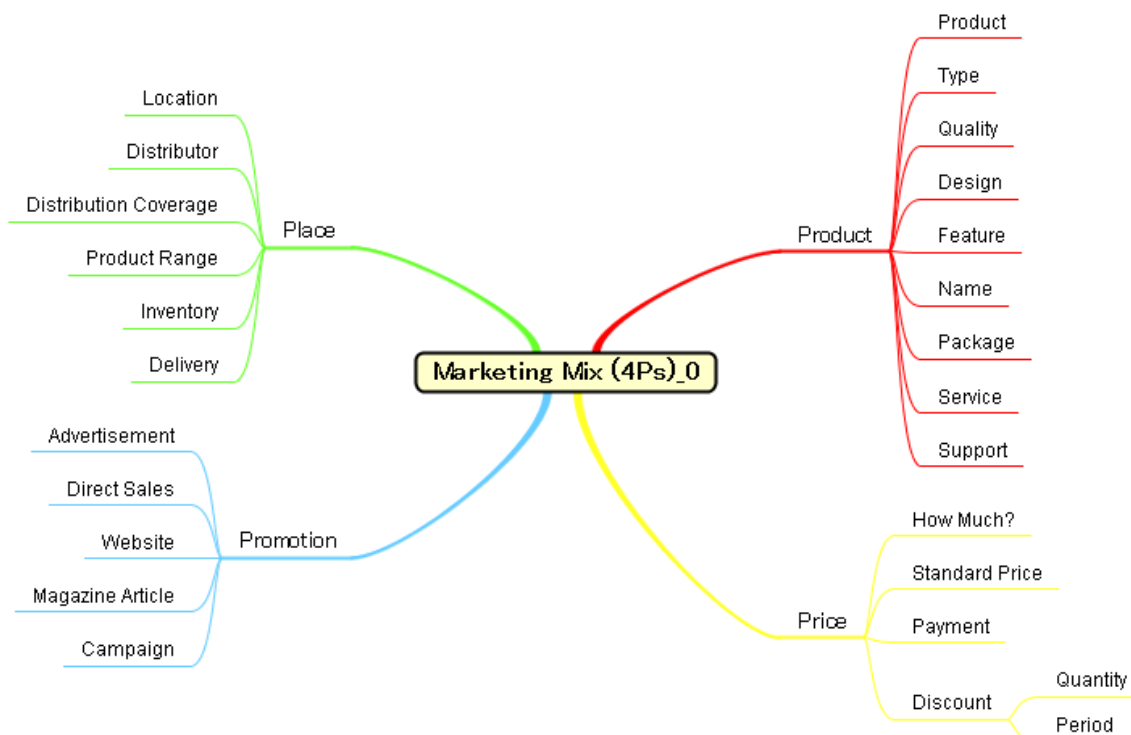 Marketing Mix (4Ps)_0
Product
Product
Type
Quality
Design
Feature
Name
Package
Service
Support
Price
How Much?
Standard Price
Payment
Discount
Quantity
Period
Place
Location
Distributor
Distribution Coverage
Product Range
Inventory
Delivery
Promotion
Advertisement
Direct Sales
Website
Magazine Article
Campaign